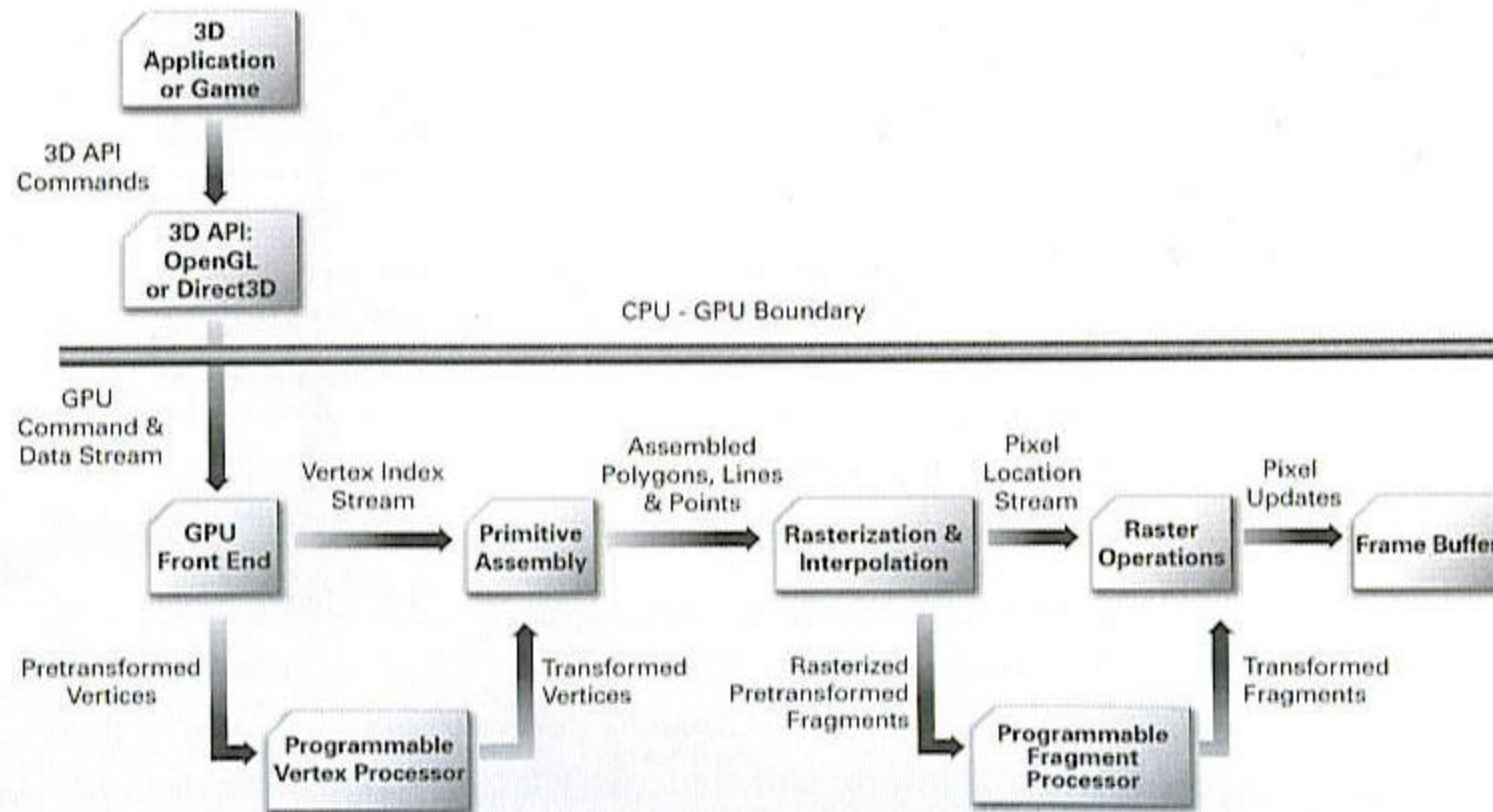 3D
Application
or Game
3D API
Commands
3D API:
OpenGL
or Direct3D
CPU - GPU Boundary
GPU
Command &
Data Stream
Vertex Index
Stream
Assembled
Polygons, Lines
& Points
Pixel
Location
Stream
Pixel
Updates
GPU
Front End
Primitive
Assembly
Rasterization &
Interpolation
Raster
Operations
Frame Buffer
Pretransformed
Vertices
Transformed
Vertices
Rasterized
Pretransformed
Fragments
Transformed
Fragments
Programmable
Vertex Processor
Programmable
Fragment
Processor